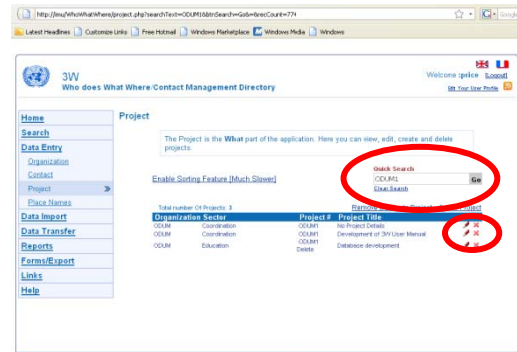 http://imu/WhoWhatWhere/project.php?searchText=ODUM1&btnSearch=Go&=&recCount=774
Latest Headlines Customize Links Free Hotmail Windows Marketplace Windows Media Windows
3W
Who does What Where/Contact Management Directory
Welcome :price [Logout]
Edit Your User Profile
Home
Search
Data Entry
Organization
Contact
Project »
Place Names
Data Import
Data Transfer
Reports
Forms/Export
Links
Help
Project
The Project is the What part of the application. Here you can view, edit, create and delete
projects.
Enable Sorting Feature [Much Slower]
Quick Search
ODUM1 Go
Clear Search
Total number Of Projects: 3
Organization Sector Project # Project Title
ODUM Coordination ODUM1 No Project Details
ODUM Coordination ODUM1 Development of 3W User Manual
ODUM Education ODUM1 Delete Database development